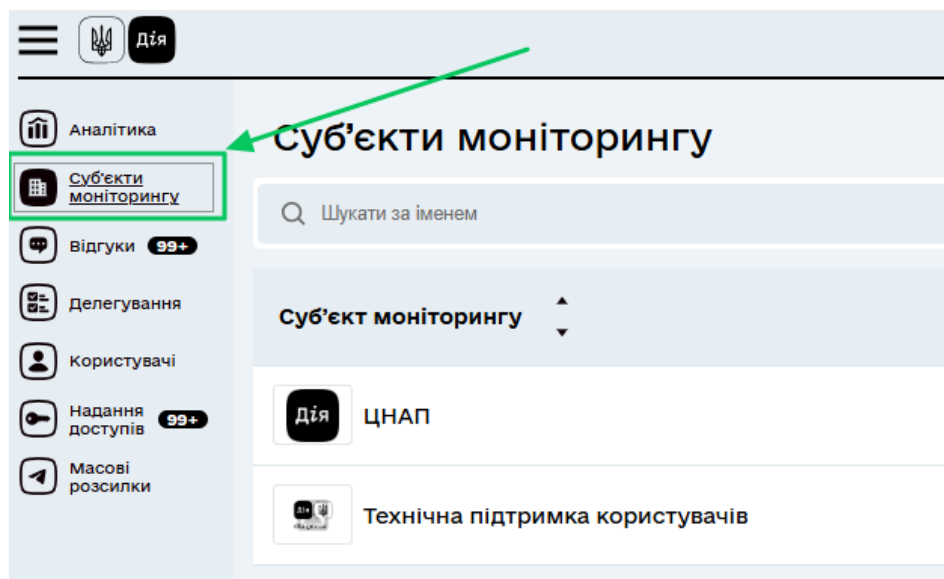 Дія
Аналітика
Суб'єкти моніторингу
Суб'єкти
моніторингу
Шукати за іменем
Відгуки 99+
Делегування
Суб'єкт моніторингу
Користувачі
Дія ЦНАП
Надання
доступів 99+
Масові
розсилки
Технічна підтримка користувачів